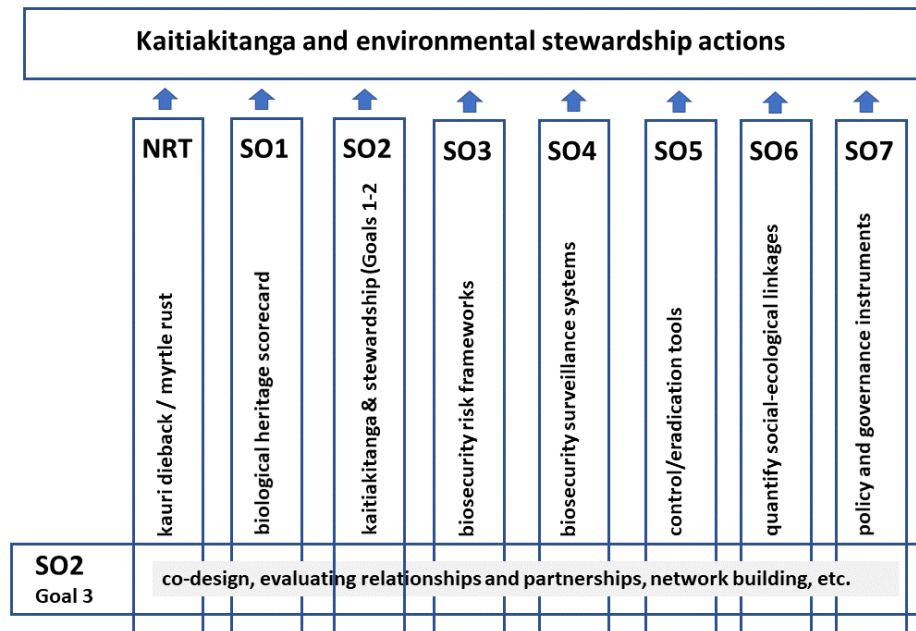 Kaitiakitanga and environmental stewardship actions
NRT
kauri dieback / myrtle rust
SO1
biological heritage scorecard
SO2
kaitiakitanga & stewardship (Goals 1-2
SO3
biosecurity risk frameworks
SO4
biosecurity surveillance systems
SO5
control/eradication tools
SO6
quantify social-ecological linkages
SO7
policy and governance instruments
SO2
Goal 3
co-design, evaluating relationships and partnerships, network building, etc.